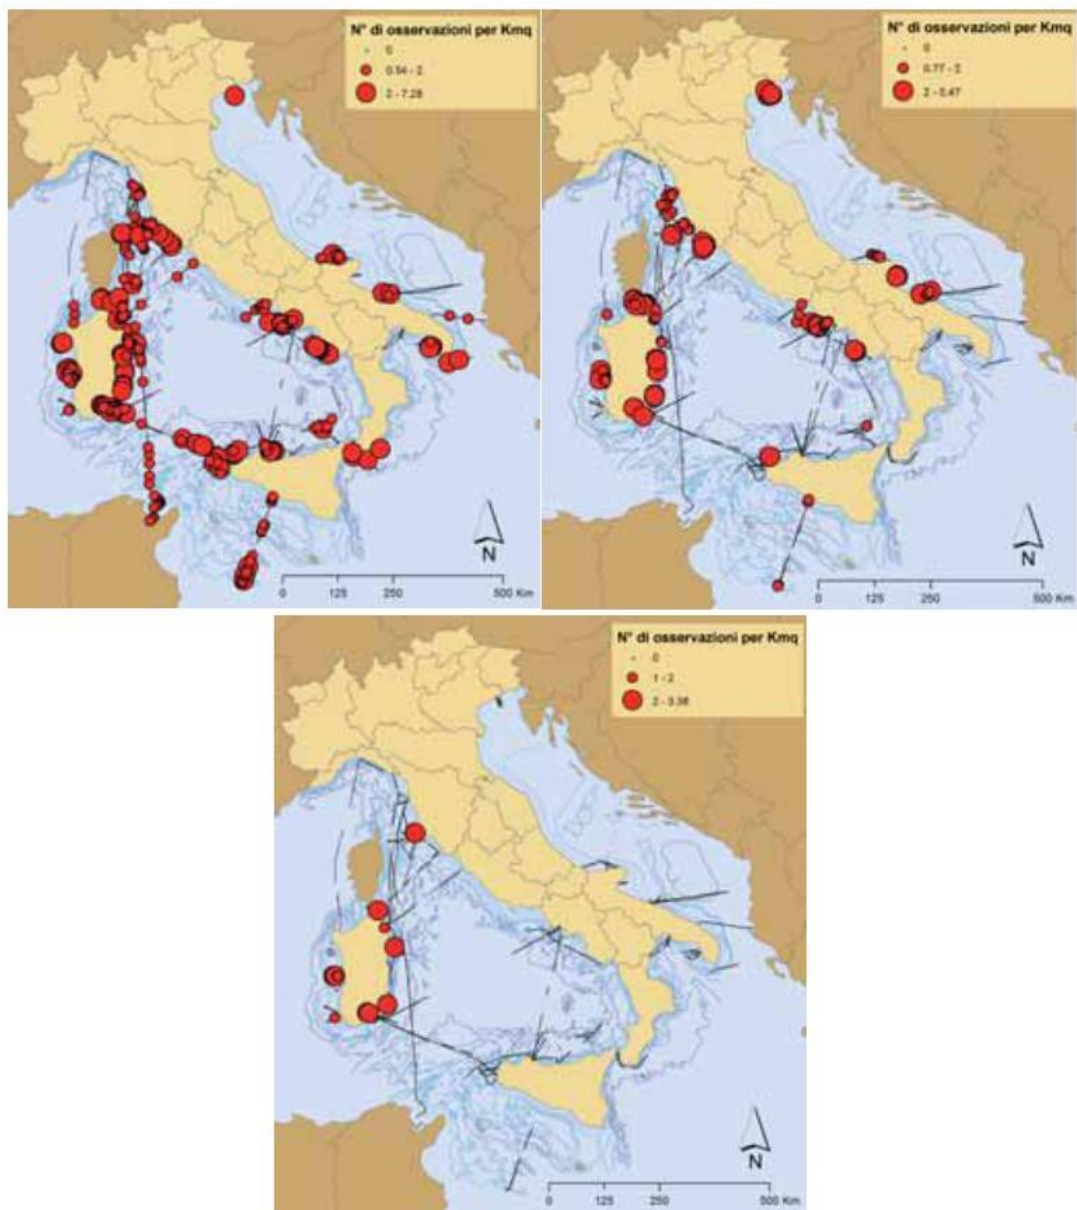 N° di osservazioni per Kmq
0
0.54 - 2
2 - 7.28
N
0 125 250 500 Km
N° di osservazioni per Kmq
0
0.77 - 2
2 - 5.47
N
0 125 250 500 Km
N° di osservazioni per Kmq
0
1 - 2
2 - 3.38
N
0 125 250 500 Km